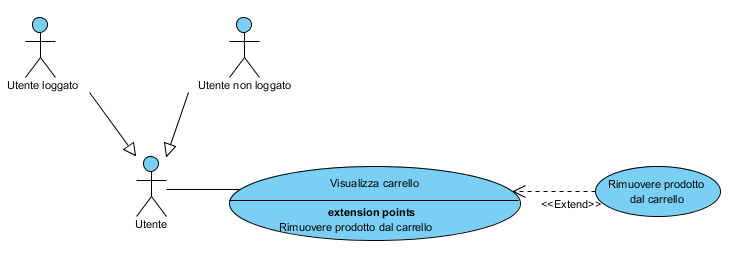 Utente loggato
Utente non loggato
Utente
Visualizza carrello
extension points
Rimuovere prodotto dal carrello
<<Extend>>
Rimuovere prodotto
dal carrello